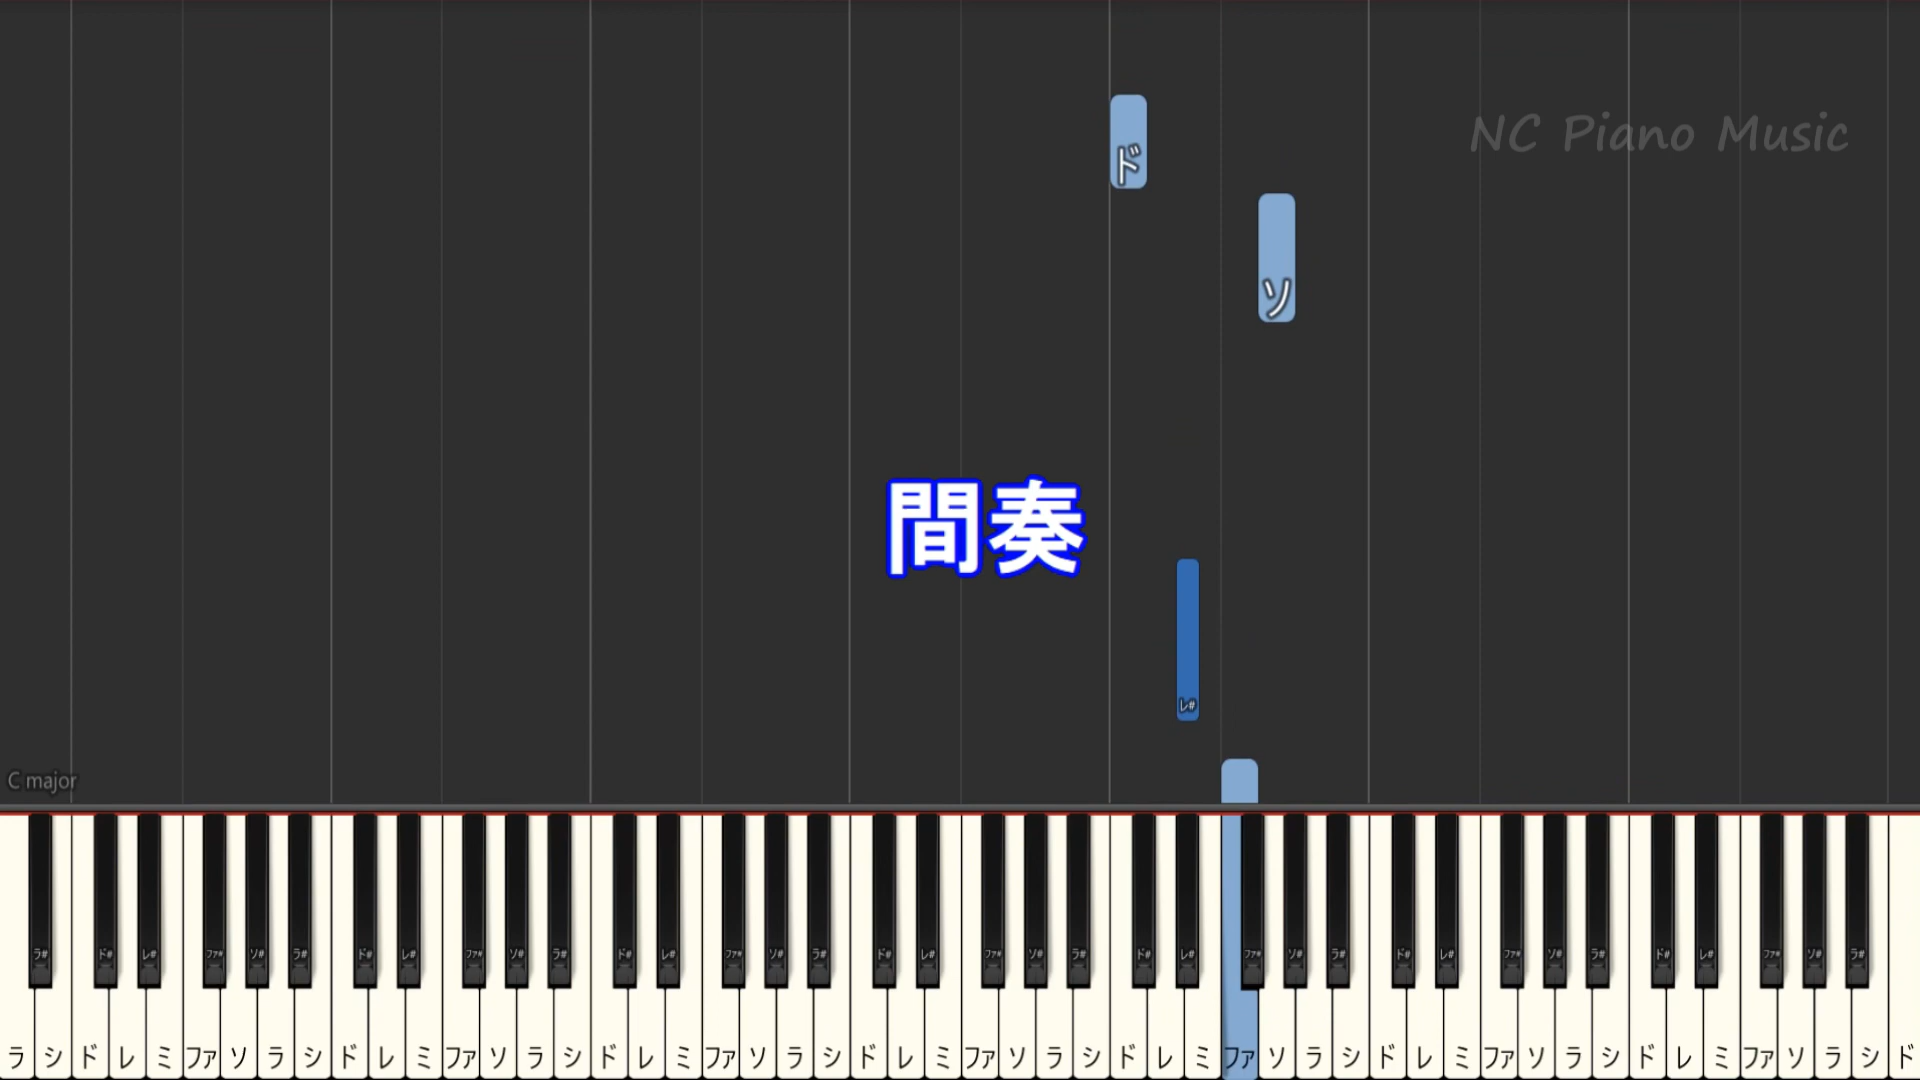 NC Piano Music
ド
ソ
間奏
レ#
C major
ラ# ド# レ# ファ# ソ# ラ# ド# レ# ファ# ソ# ラ# ド# レ# ファ# ソ# ラ# ド# レ# ファ# ソ# ラ# ド# レ# ファ# ソ# ラ# ド# レ# ファ# ソ# ラ# ド# レ# ファ# ソ# ラ#
ラ シ ド レ ミ ファ ソ ラ シ ド レ ミ ファ ソ ラ シ ド レ ミ ファ ソ ラ シ ド レ ミ ファ ソ ラ シ ド レ ミ ファ ソ ラ シ ド レ ミ ファ ソ ラ シ ド レ ミ ファ ソ ラ シ ド